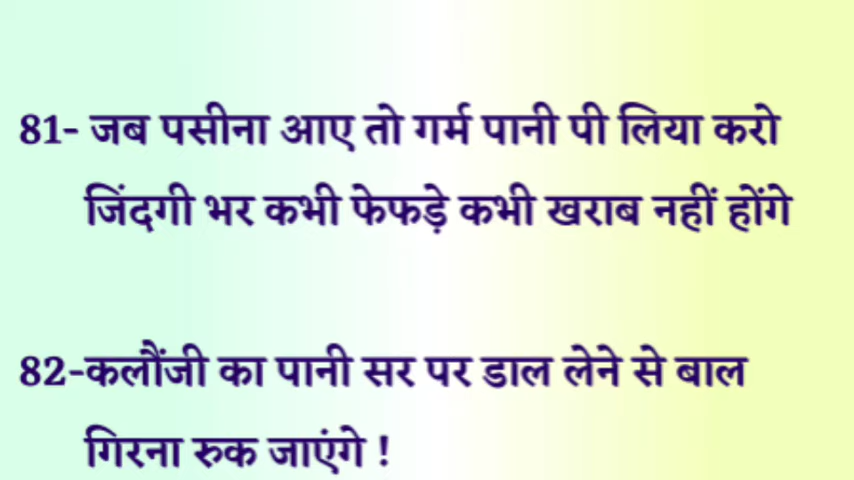 81- जब पसीना आए तो गर्म पानी पी लिया करो
जिंदगी भर कभी फेफड़े कभी खराब नहीं होंगे
82-कलौंजी का पानी सर पर डाल लेने से बाल
गिरना रुक जाएंगे !